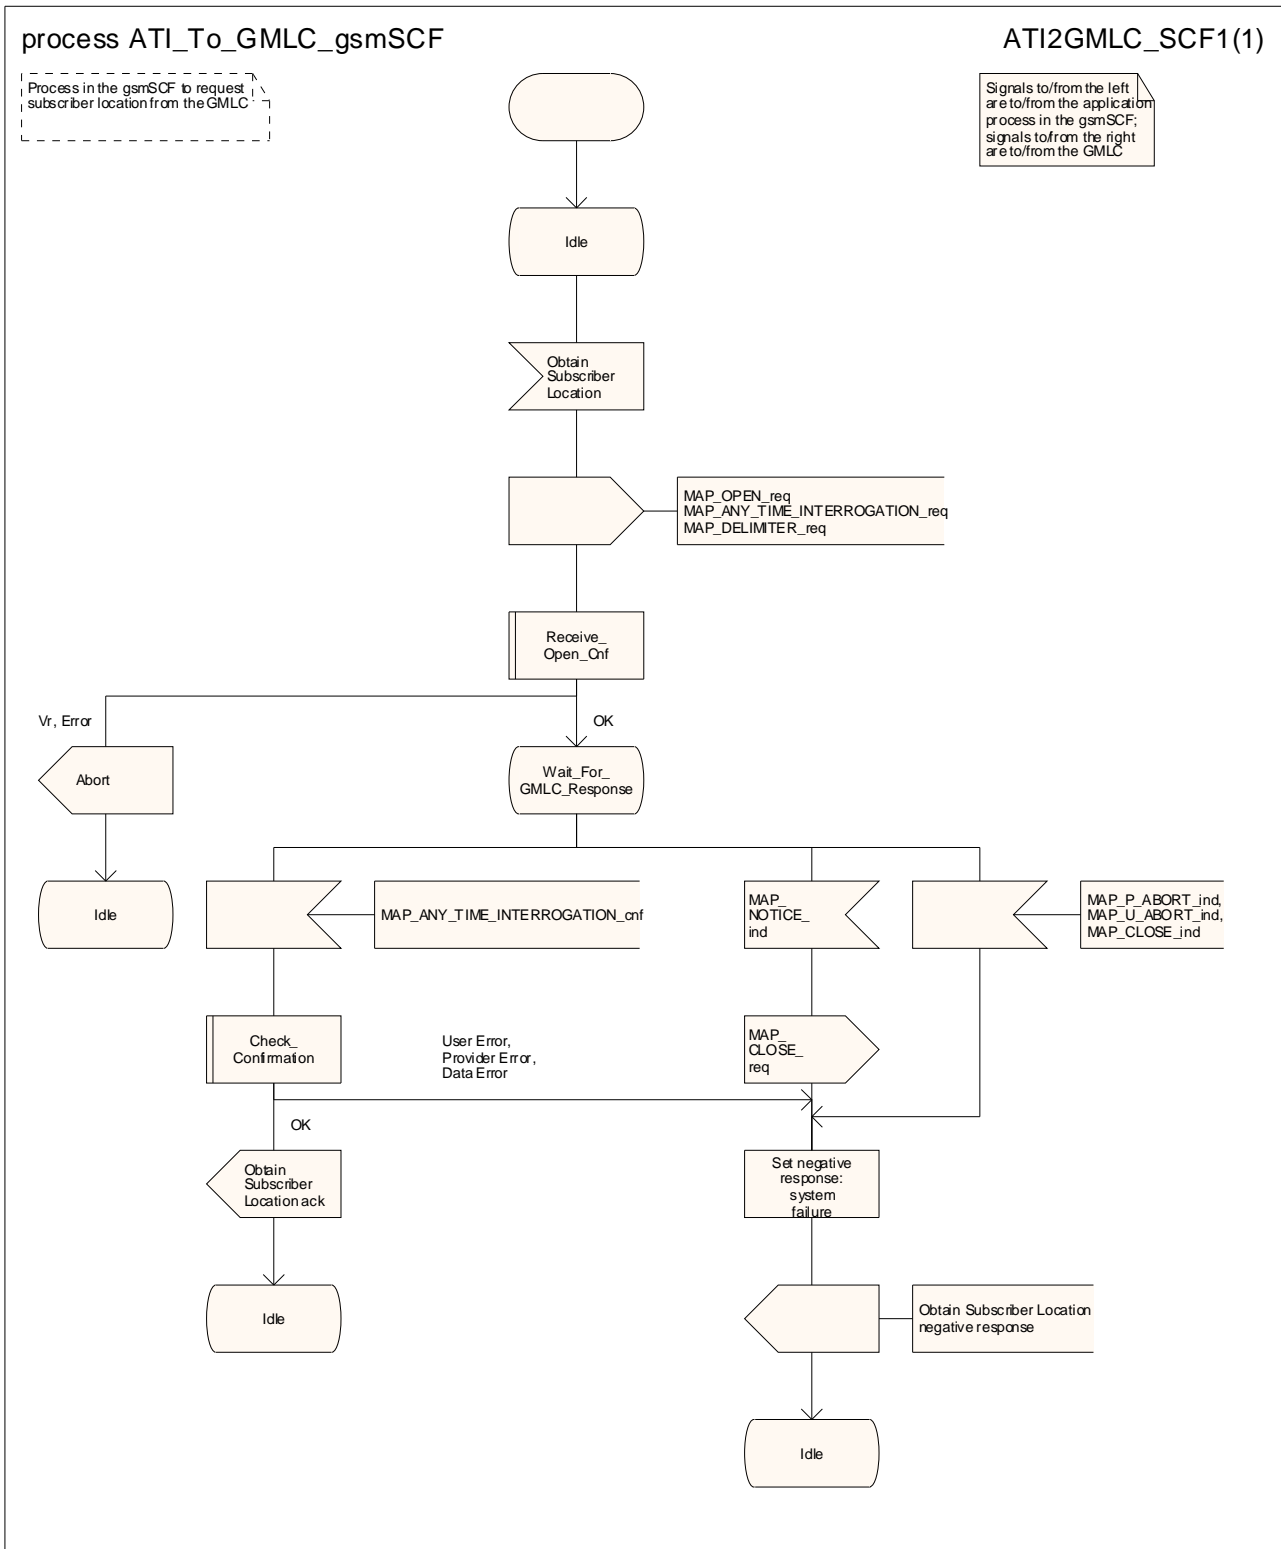 process ATI_To_GMLC_gsmSCF
ATI2GMLC_SCF1(1)
Process in the gsmSCF to request
subscriber location from the GMLC
Signals to/from the left
are to/from the application
process in the gsmSCF;
signals to/from the right
are to/from the GMLC
Idle
Obtain
Subscriber
Location
MAP_OPEN_req
MAP_ANY_TIME_INTERROGATION_req
MAP_DELIMITER_req
Receive_
Open_Cnf
Vr, Error
OK
Abort
Wait_For_
GMLC_Response
Idle
MAP_ANY_TIME_INTERROGATION_cnf
MAP_
NOTICE_
ind
MAP_P_ABORT_ind,
MAP_U_ABORT_ind,
MAP_CLOSE_ind
Check_
Confirmation
User Error,
Provider Error,
Data Error
MAP_
CLOSE_
req
OK
Obtain
Subscriber
Location ack
Set negative
response:
system
failure
Idle
Obtain Subscriber Location
negative response
Idle